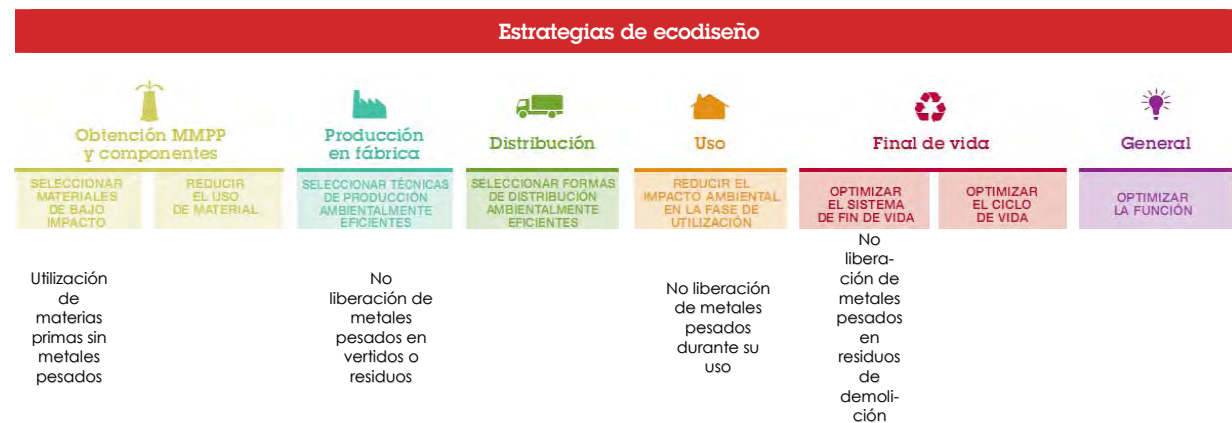 Estrategias de ecodiseño
Obtención MMPP
y componentes
Producción
en fábrica
Distribución
Uso
Final de vida
General
SELECCIONAR
MATERIALES
DE BAJO
IMPACTO
REDUCIR
EL USO
DE MATERIAL
SELECCIONAR TÉCNICAS
DE PRODUCCIÓN
AMBIENTALMENTE
EFICIENTES
SELECCIONAR FORMAS
DE DISTRIBUCIÓN
AMBIENTALMENTE
EFICIENTES
REDUCIR EL
IMPACTO AMBIENTAL
EN LA FASE DE
UTILIZACIÓN
OPTIMIZAR
EL SISTEMA
DE FIN DE VIDA
OPTIMIZAR
EL CICLO
DE VIDA
OPTIMIZAR
LA FUNCIÓN
Utilización
de
materias
primas sin
metales
pesados
No
liberación de
metales
pesados en
vertidos o
residuos
No liberación
de metales
pesados
durante su
uso
No
libera-
ción de
metales
pesados
en
residuos
de
demoli-
ción